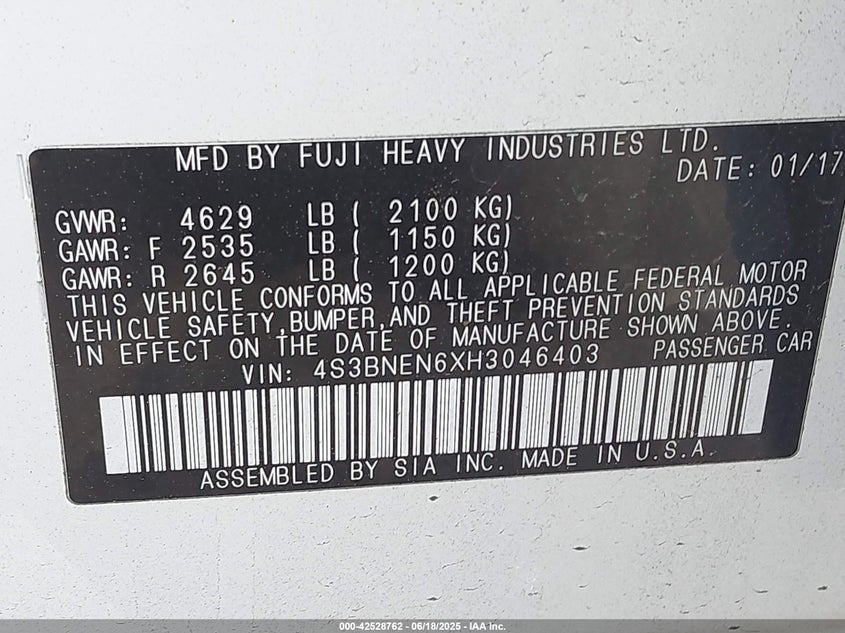 MFD BY FUJI HEAVY INDUSTRIES LTD.
DATE: 01/17
GVWR: 4629 LB ( 2100 KG)
GAWR: F 2535 LB ( 1150 KG)
GAWR: R 2645 LB ( 1200 KG)
THIS VEHICLE CONFORMS TO ALL APPLICABLE FEDERAL MOTOR
VEHICLE SAFETY,BUMPER,AND THEFT PREVENTION STANDARDS
IN EFFECT ON THE DATE OF MANUFACTURE SHOWN ABOVE.
VIN: 4S3BNEN6XH3046403 PASSENGER CAR
ASSEMBLED BY SIA INC. MADE IN U.S.A.
000-42528762 - 06/18/2025 - IAA Inc.